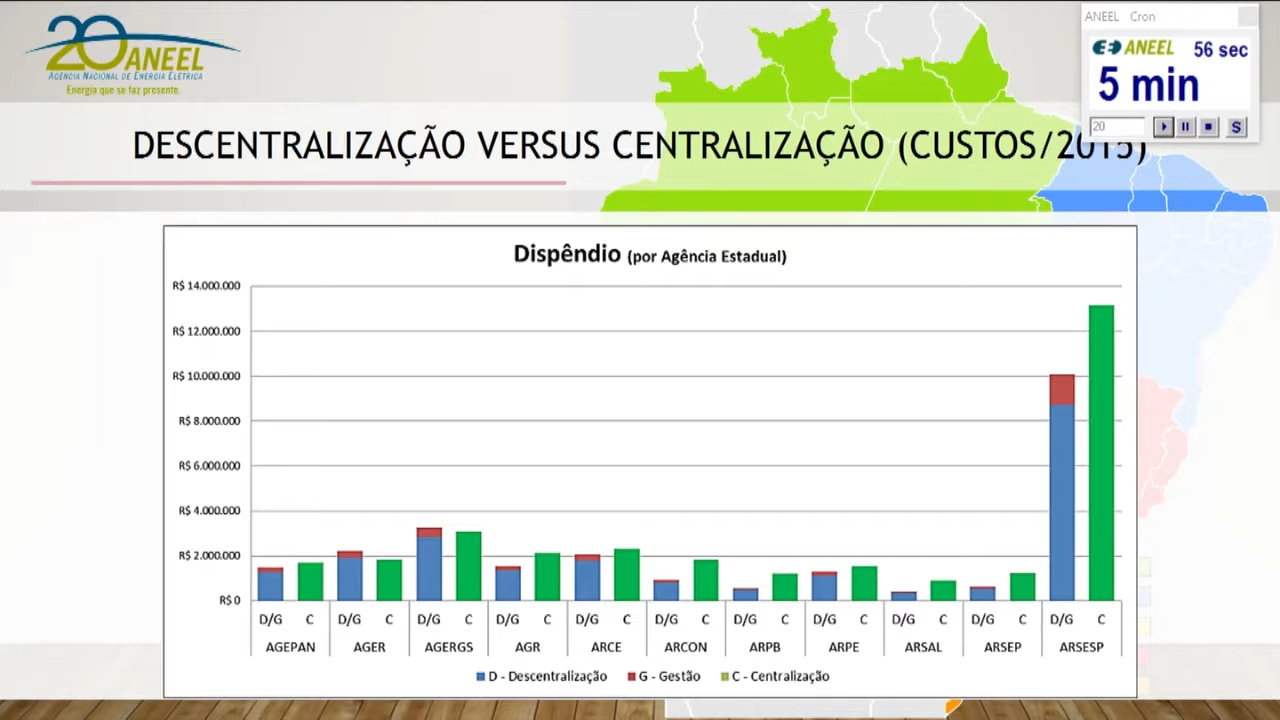 20 ANEEL
AGÊNCIA NACIONAL DE ENERGIA ELÉTRICA
Energia que se faz presente.
ANEEL Cron
ANEEL 56 sec
5 min
20
S
DESCENTRALIZAÇÃO VERSUS CENTRALIZAÇÃO (CUSTOS/2015)
Dispêndio (por Agência Estadual)
R$ 14.000.000
R$ 12.000.000
R$ 10.000.000
R$ 8.000.000
R$ 6.000.000
R$ 4.000.000
R$ 2.000.000
R$ 0
D/G C D/G C D/G C D/G C D/G C D/G C D/G C D/G C D/G C D/G C D/G C
AGEPAN AGER AGERGS AGR ARCE ARCON ARPB ARPE ARSAL ARSEP ARSESP
D - Descentralização G - Gestão C - Centralização